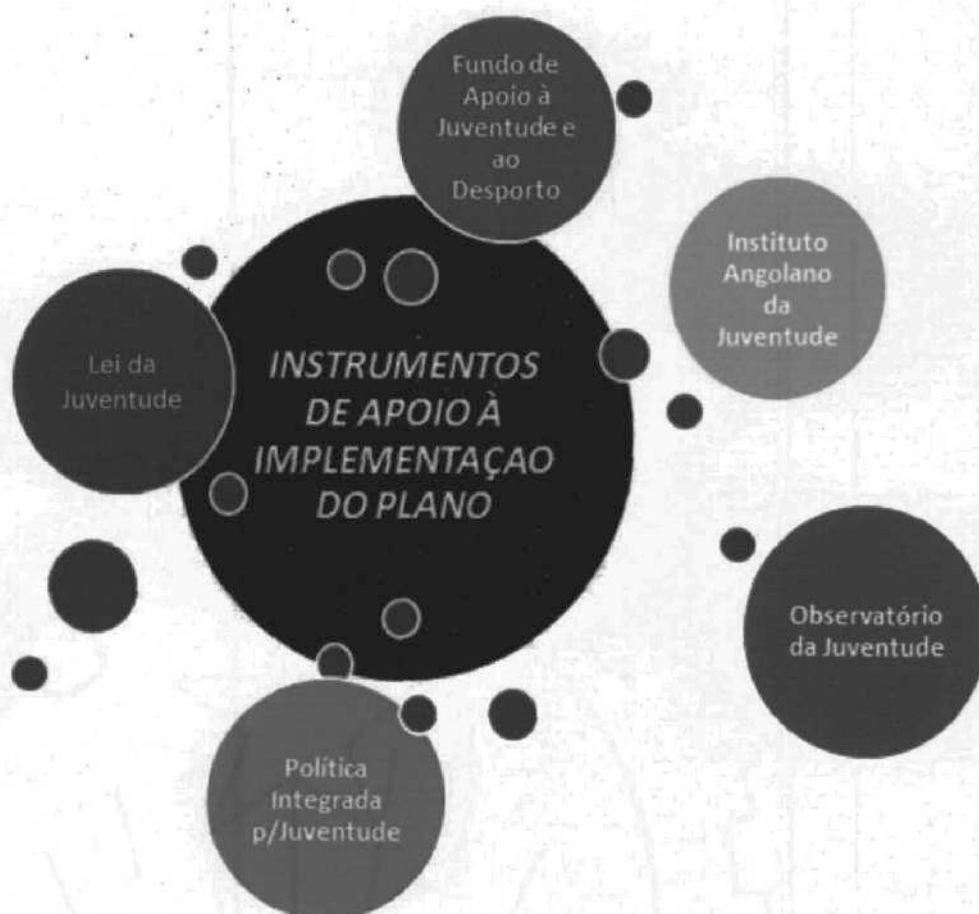 Fundo de
Apoio à
Juventude e
ao
Desporto
Instituto
Angolano
da
Juventude
Lei da
Juventude
INSTRUMENTOS
DE APOIO À
IMPLEMENTAÇAO
DO PLANO
Observatório
da Juventude
Política
Integrada
p/Juventude